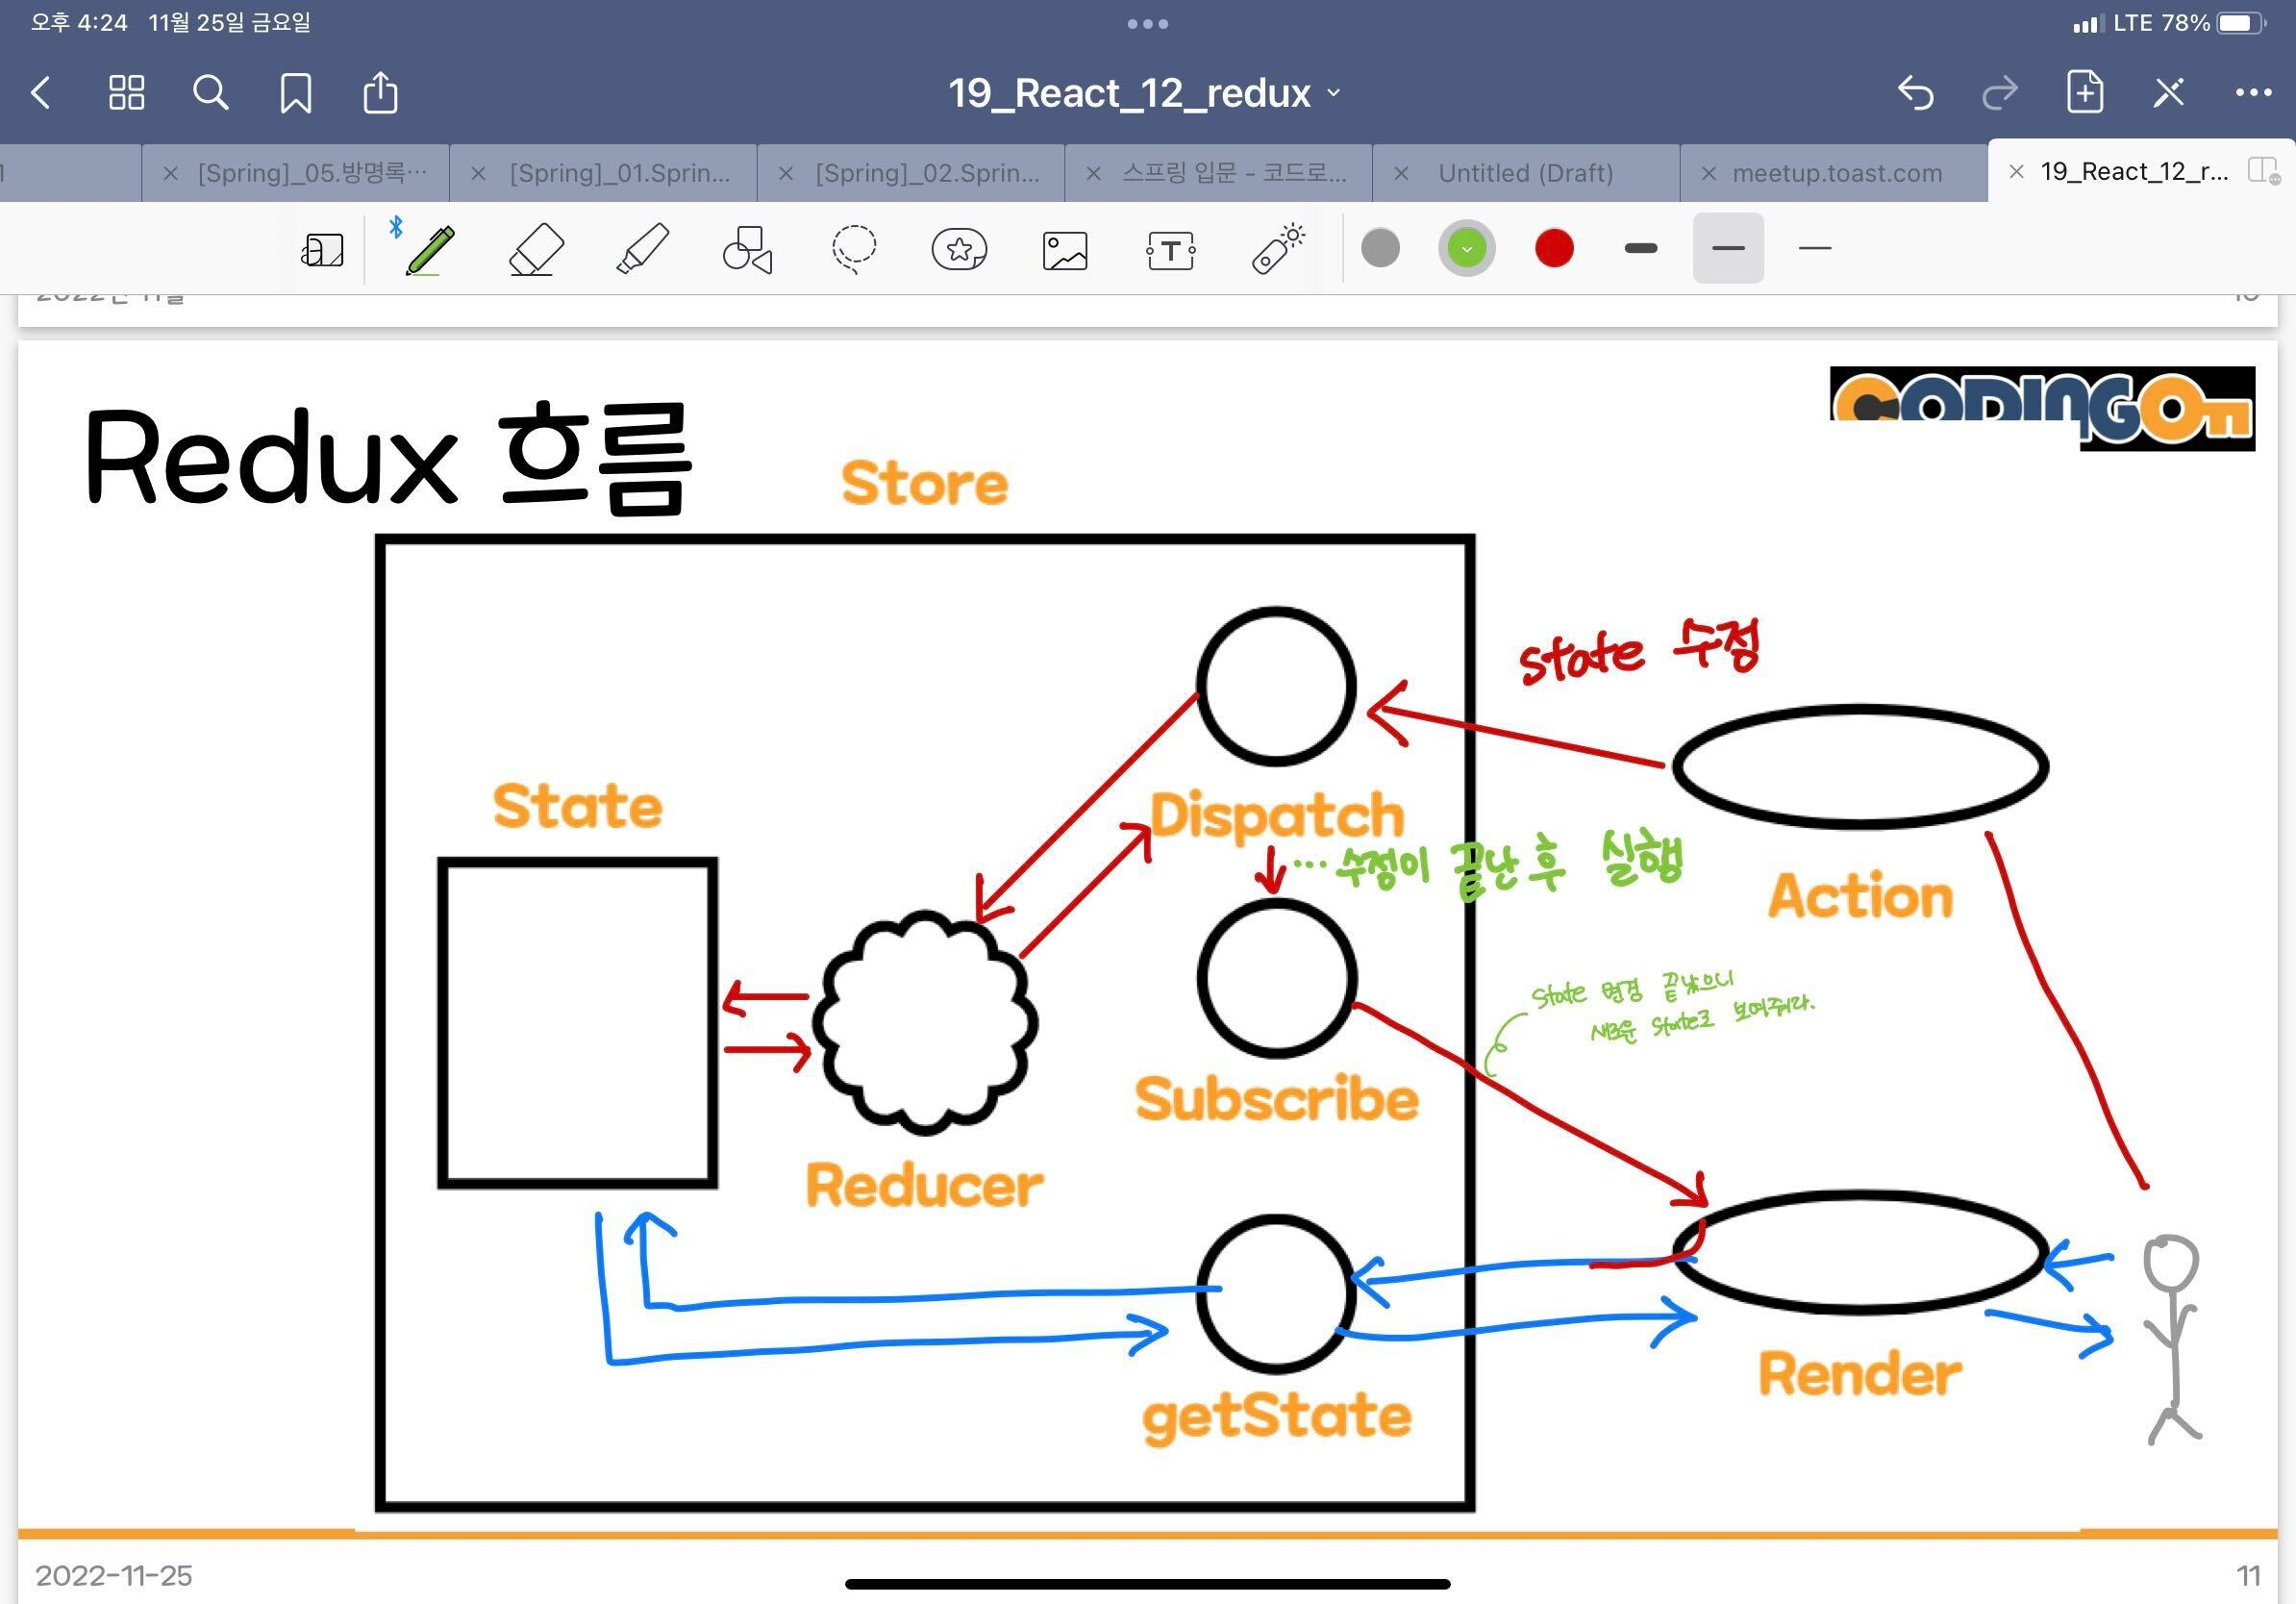 오후 4:24 11월 25일 금요일
LTE 78%
19_React_12_redux
[Spring]_05.방명록…
[Spring]_01.Sprin...
[Spring]_02.Sprin...
스프링 입문 - 코드로...
Untitled (Draft)
meetup.toast.com
19_React_12_r...
Redux 흐름
CODINGOn
Store
state 수정
State
Dispatch
… 수정이 끝난 후 실행
Action
State 변경 끝났으니
새로운 State로 보여줘라.
Subscribe
Reducer
Render
getState
2022-11-25
11